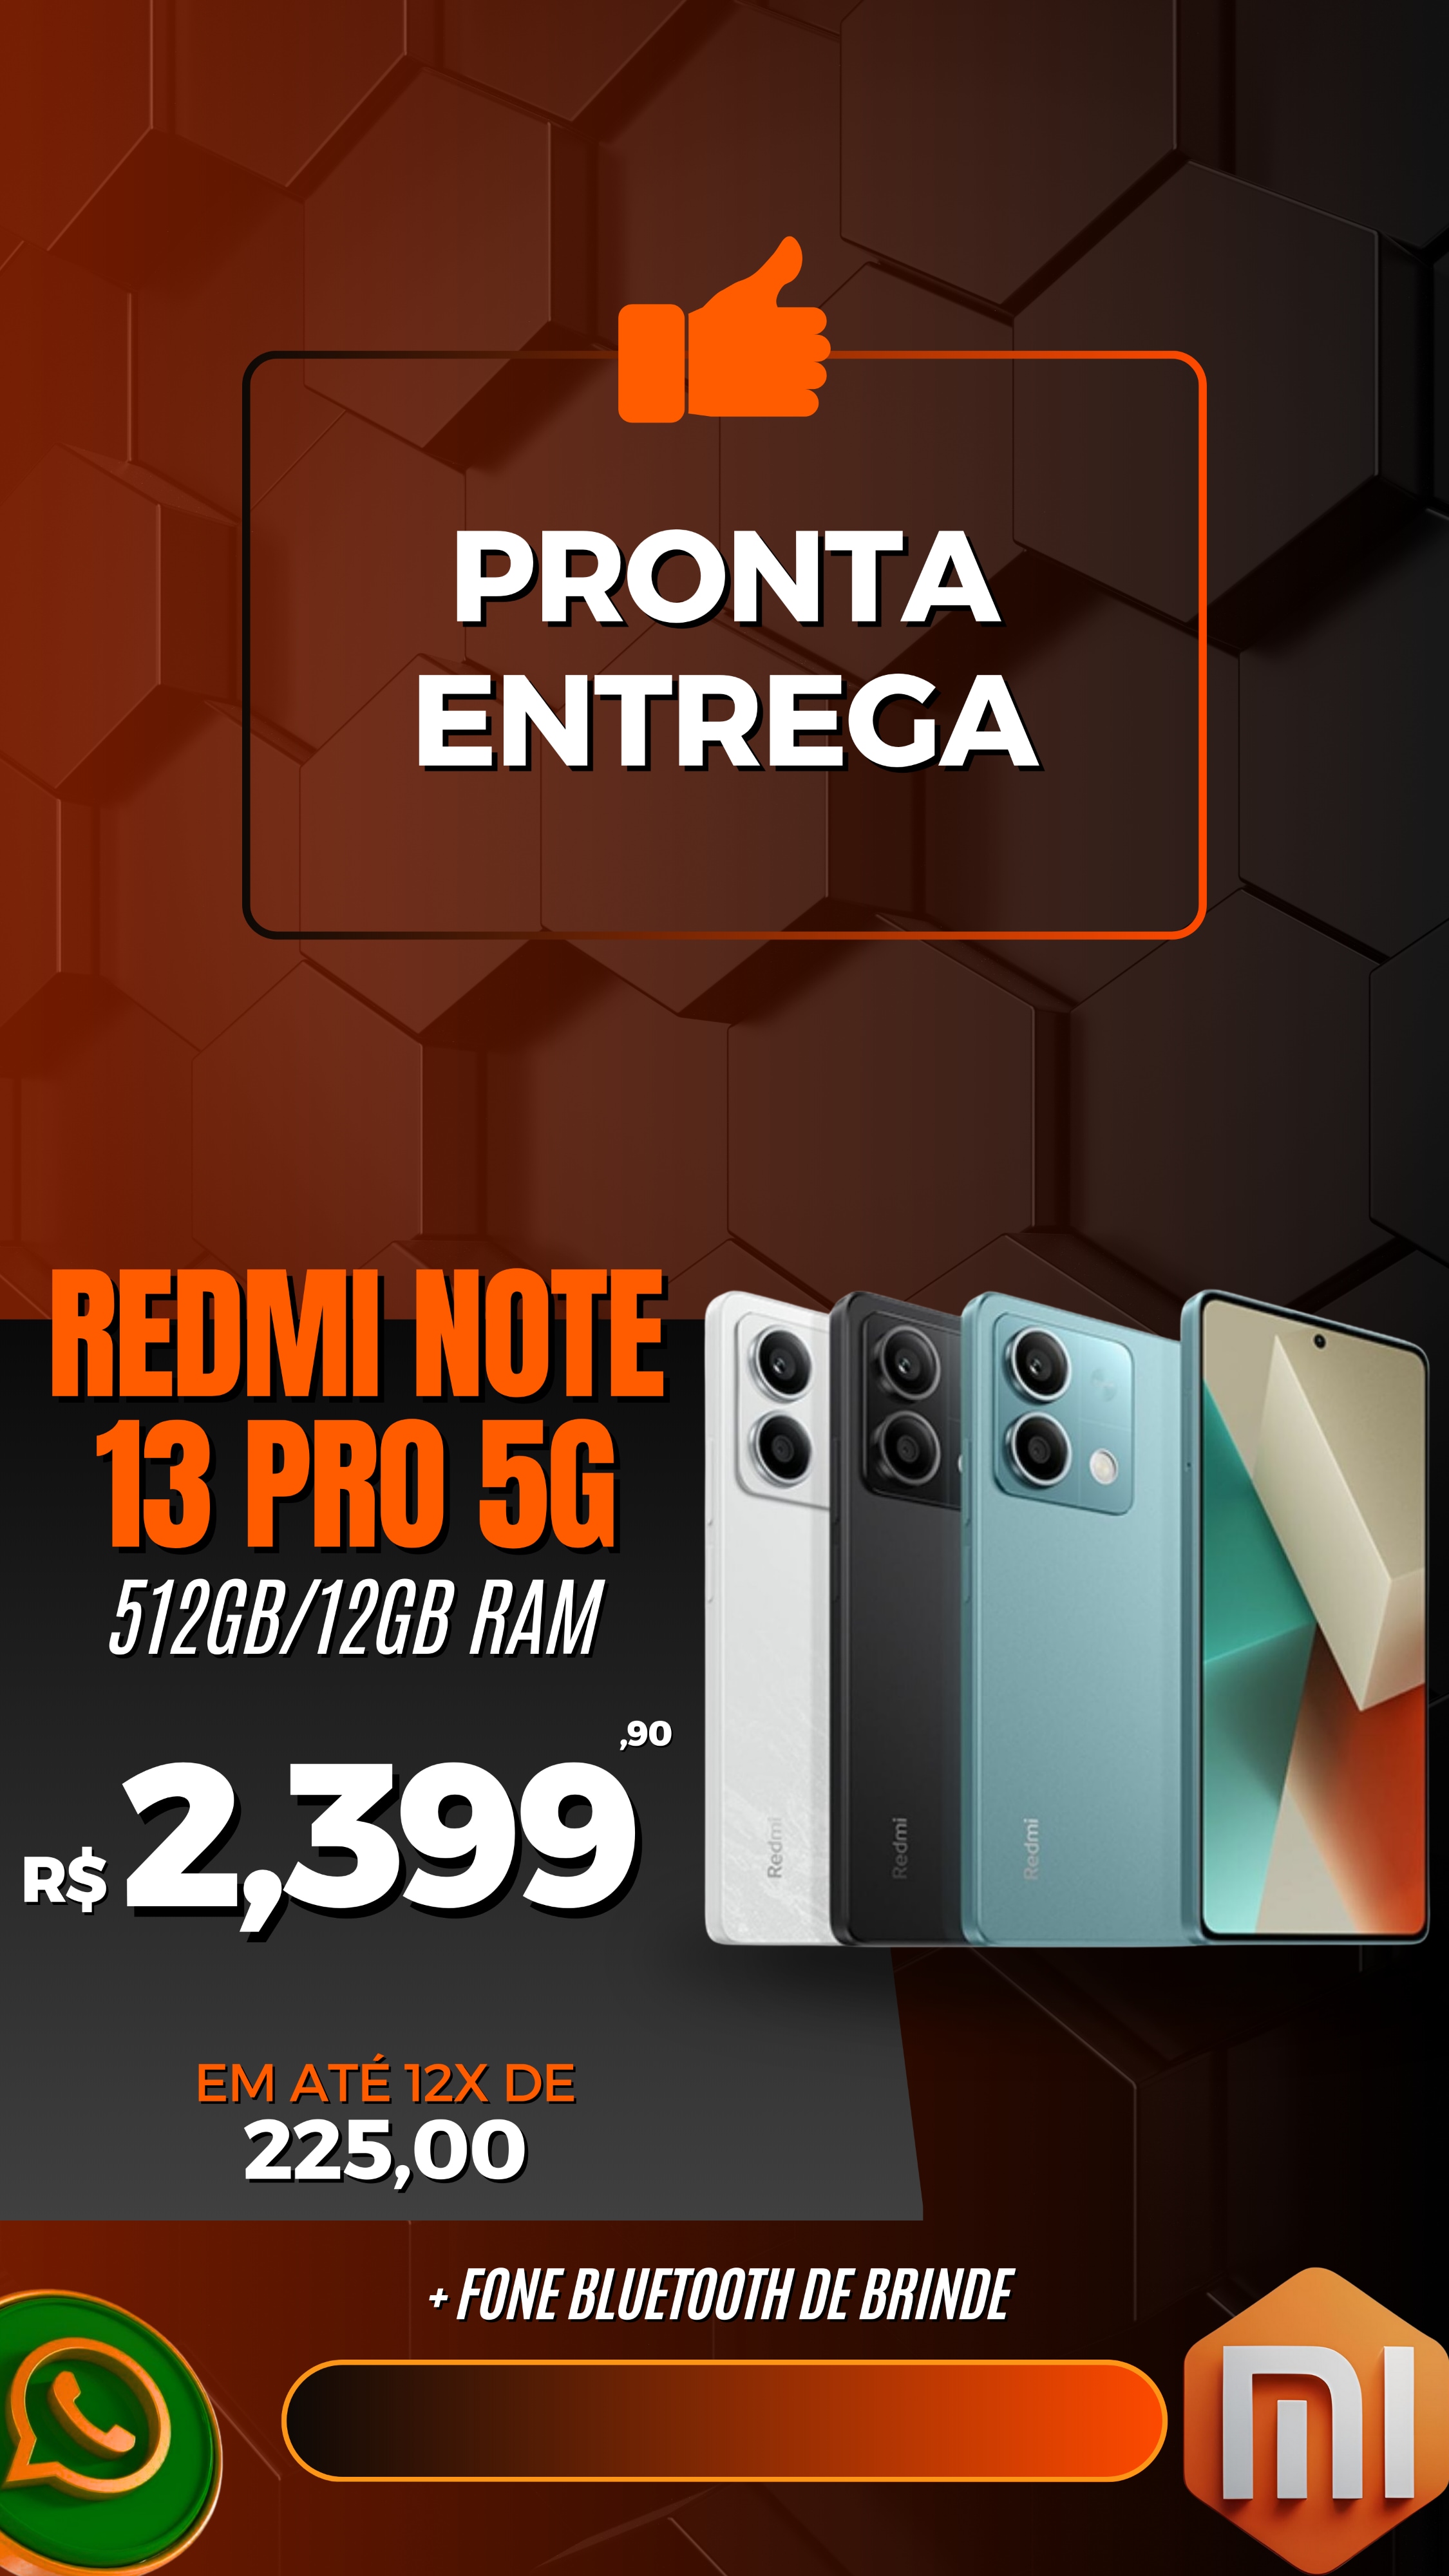 PRONTA
ENTREGA
REDMI NOTE
13 PRO 5G
512GB/12GB RAM
R$ 2,399,90
EM ATÉ 12X DE
225,00
+ FONE BLUETOOTH DE BRINDE
Redmi
Redmi
Redmi
MI